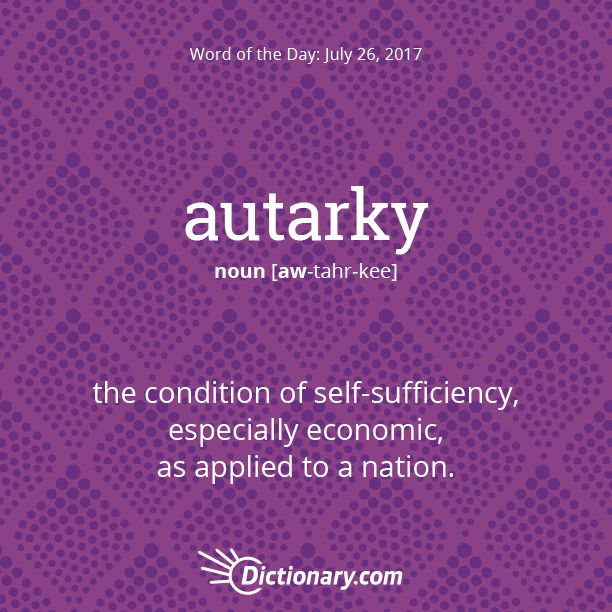 Word of the Day: July 26, 2017
autarky
noun [aw-tahr-kee]
the condition of self-sufficiency,
especially economic,
as applied to a nation.
Dictionary.com